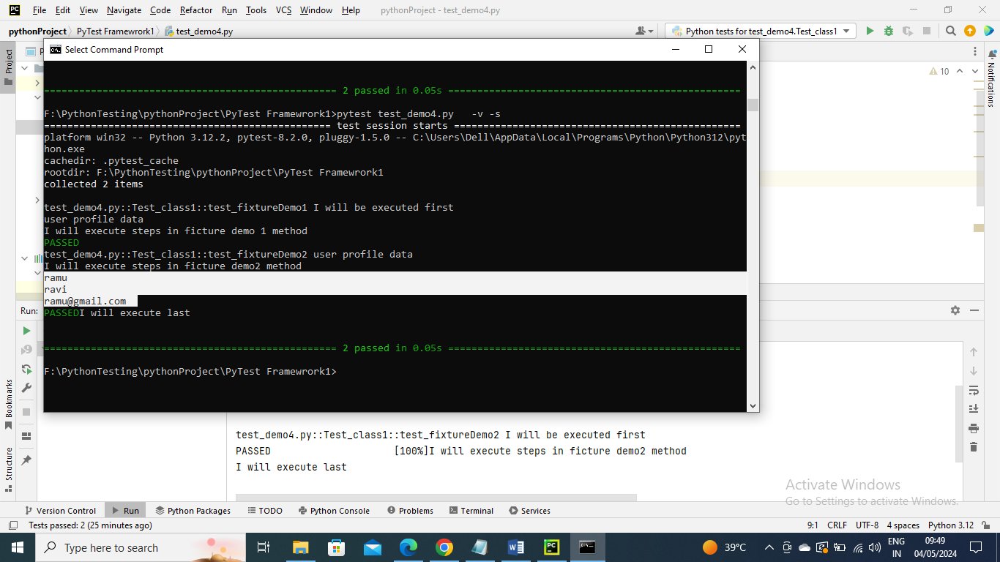 PC File Edit View Navigate Code Refactor Run Tools VCS Window Help pythonProject - test_demo4.py
pythonProject PyTest Framewrork1 test_demo4.py Python tests for test_demo4.Test_class1
Select Command Prompt
Project
Notifications
10
========== 2 passed in 0.05s ==========
F:\PythonTesting\pythonProject\PyTest Framewrork1>pytest test_demo4.py   -v -s
========== test session starts ==========
platform win32 -- Python 3.12.2, pytest-8.2.0, pluggy-1.5.0 -- C:\Users\Dell\AppData\Local\Programs\Python\Python312\pyt
hon.exe
cachedir: .pytest_cache
rootdir: F:\PythonTesting\pythonProject\PyTest Framewrork1
collected 2 items
test_demo4.py::Test_class1::test_fixtureDemo1 I will be executed first
user profile data
I will execute steps in ficture demo 1 method
PASSED
test_demo4.py::Test_class1::test_fixtureDemo2 user profile data
I will execute steps in ficture demo2 method
ramu
ravi
ramu@gmail.com
PASSEDI will execute last
========== 2 passed in 0.05s ==========
F:\PythonTesting\pythonProject\PyTest Framewrork1>
Run:
Bookmarks
Structure
test_demo4.py::Test_class1::test_fixtureDemo2 I will be executed first
PASSED [100%]I will execute steps in ficture demo2 method
I will execute last
Activate Windows
Go to Settings to activate Windows.
Version Control Run Python Packages TODO Python Console Problems Terminal Services
Tests passed: 2 (25 minutes ago) 9:1 CRLF UTF-8 4 spaces Python 3.12
Type here to search 39°C ENG 09:49
IN 04/05/2024